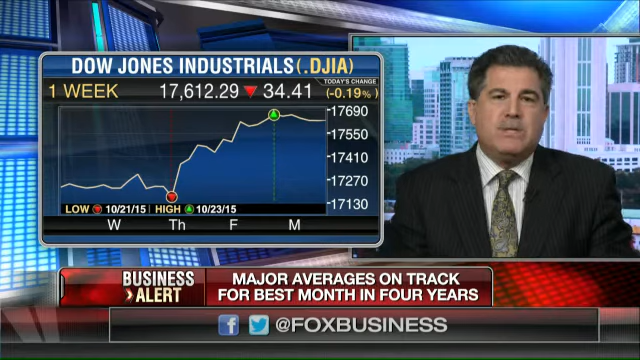 DOW JONES INDUSTRIALS(.DJIA)
1 WEEK 17,612.29 ▼ 34.41 TODAY'S CHANGE (-0.19%)
17690
17550
17410
17270
17130
LOW 10/21/15 | HIGH 10/23/15
W Th F M
BUSINESS ALERT
MAJOR AVERAGES ON TRACK
FOR BEST MONTH IN FOUR YEARS
@FOXBUSINESS